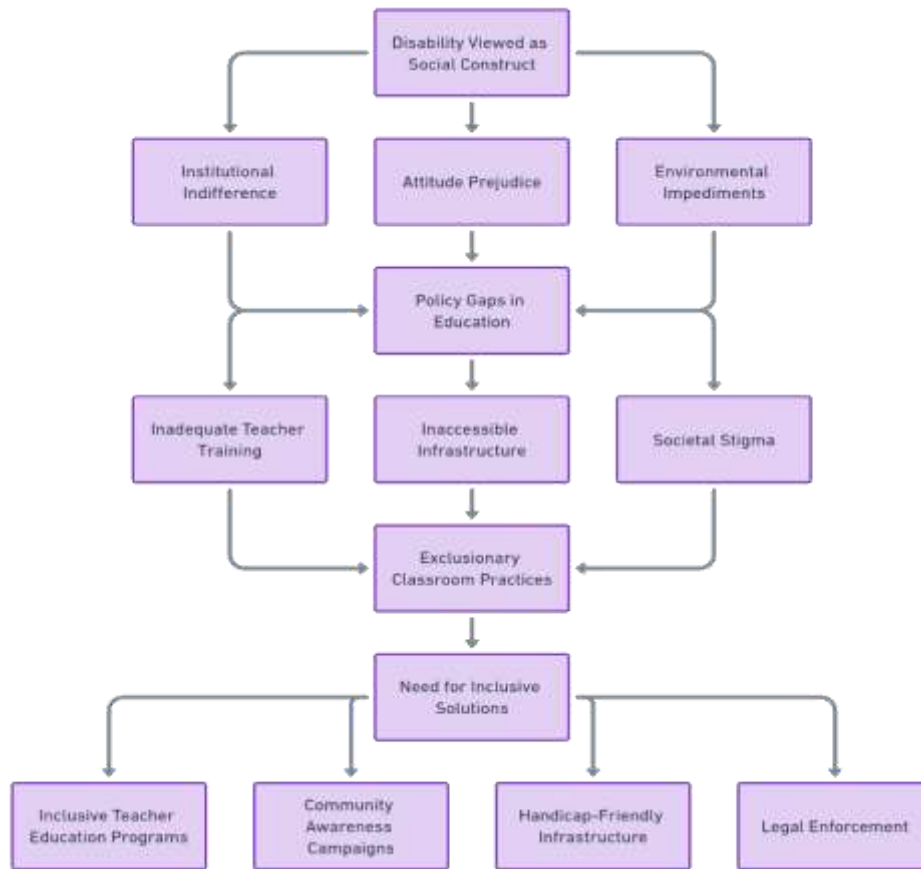 Disability Viewed as
Social Construct
Institutional
Indifference
Attitude Prejudice
Environmental
Impediments
Policy Gaps in
Education
Inadequate Teacher
Training
Inaccessible
Infrastructure
Societal Stigma
Exclusionary
Classroom Practices
Need for Inclusive
Solutions
Inclusive Teacher
Education Programs
Community
Awareness
Campaigns
Handicap-Friendly
Infrastructure
Legal Enforcement